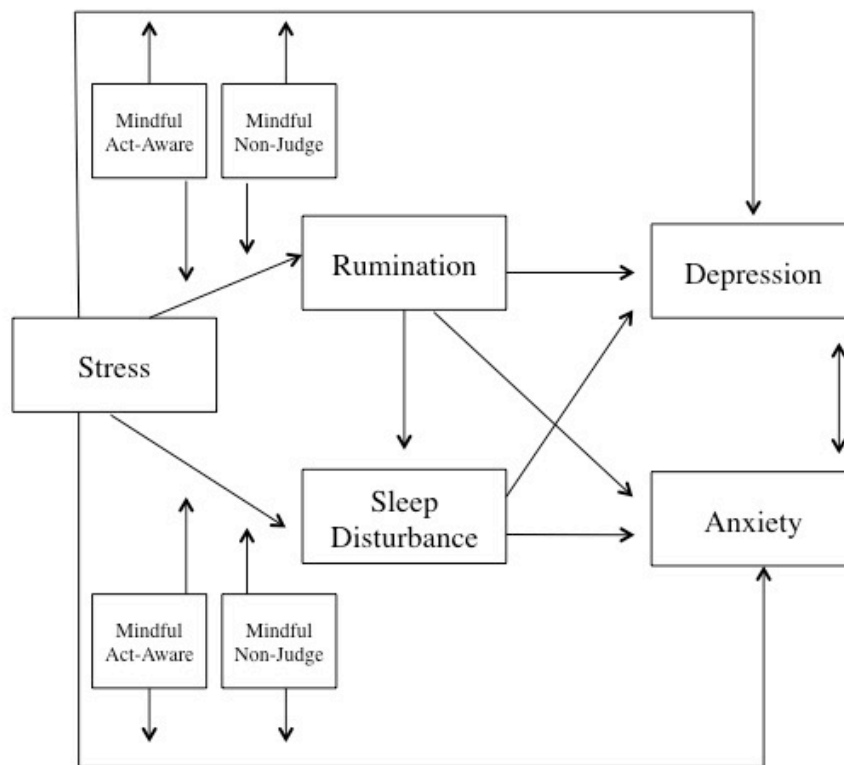 Mindful
Act-Aware
Mindful
Non-Judge
Rumination
Depression
Stress
Sleep
Disturbance
Anxiety
Mindful
Act-Aware
Mindful
Non-Judge